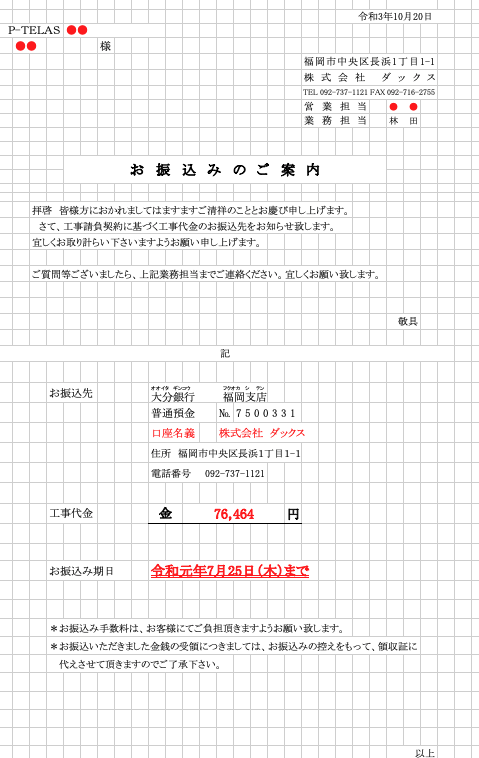 令和3年10月20日
P-TELAS ●●
●● 様
福岡市中央区長浜1丁目1-1
株式会社 ダックス
TEL 092-737-1121 FAX 092-716-2755
営業担当 ● ●
業務担当 林 田
お振込みのご案内
拝啓 皆様方におかれましてはますますご清祥のこととお慶び申し上げます。
さて、工事請負契約に基づく工事代金のお振込先をお知らせ致します。
宜しくお取り計らい下さいますようお願い申し上げます。
ご質問等ございましたら、上記業務担当までご連絡ください。宜しくお願い致します。
敬具
記
オオイタ ギンコウ フクオカ シ テン
お振込先 大分銀行 福岡支店
普通預金 № 7500331
口座名義 株式会社 ダックス
住所 福岡市中央区長浜1丁目1-1
電話番号 092-737-1121
工事代金 金 76,464 円
お振込み期日 令和元年7月25日(木)まで
＊お振込み手数料は、お客様にてご負担頂きますようお願い致します。
＊お振込いただきました金銭の受領につきましては、お振込みの控えをもって、領収証に
代えさせて頂きますのでご了承下さい。
以上